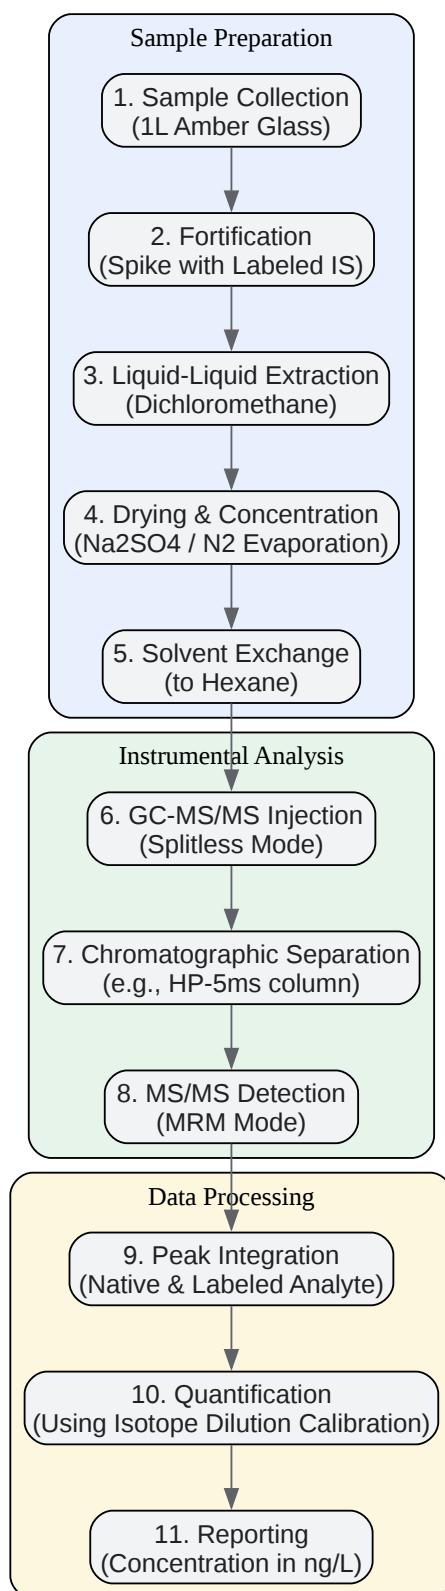 Sample Preparation
1. Sample Collection
(1L Amber Glass)
2. Fortification
(Spike with Labeled IS)
3. Liquid-Liquid Extraction
(Dichloromethane)
4. Drying & Concentration
(Na2SO4 / N2 Evaporation)
5. Solvent Exchange
(to Hexane)
Instrumental Analysis
6. GC-MS/MS Injection
(Splitless Mode)
7. Chromatographic Separation
(e.g., HP-5ms column)
8. MS/MS Detection
(MRM Mode)
Data Processing
9. Peak Integration
(Native & Labeled Analyte)
10. Quantification
(Using Isotope Dilution Calibration)
11. Reporting
(Concentration in ng/L)